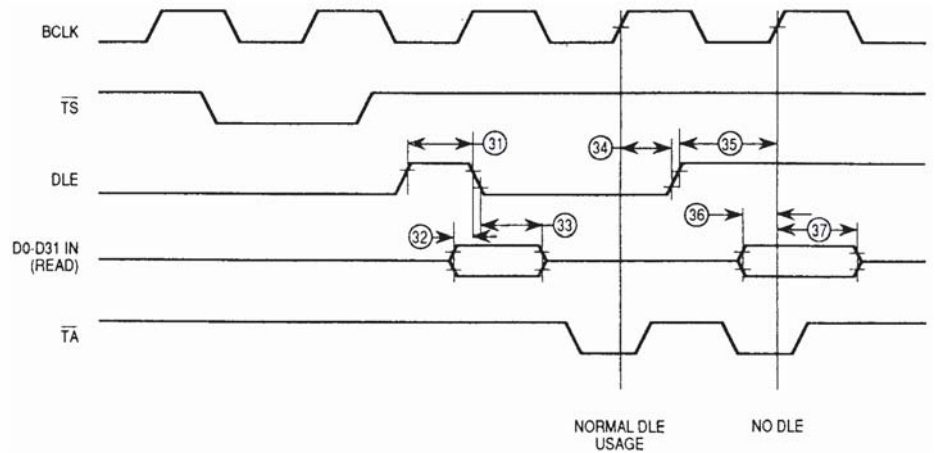 BCLK
TS
31
34
35
DLE
32
33
36
37
D0-D31 IN
(READ)
TA
NORMAL DLE
USAGE
NO DLE